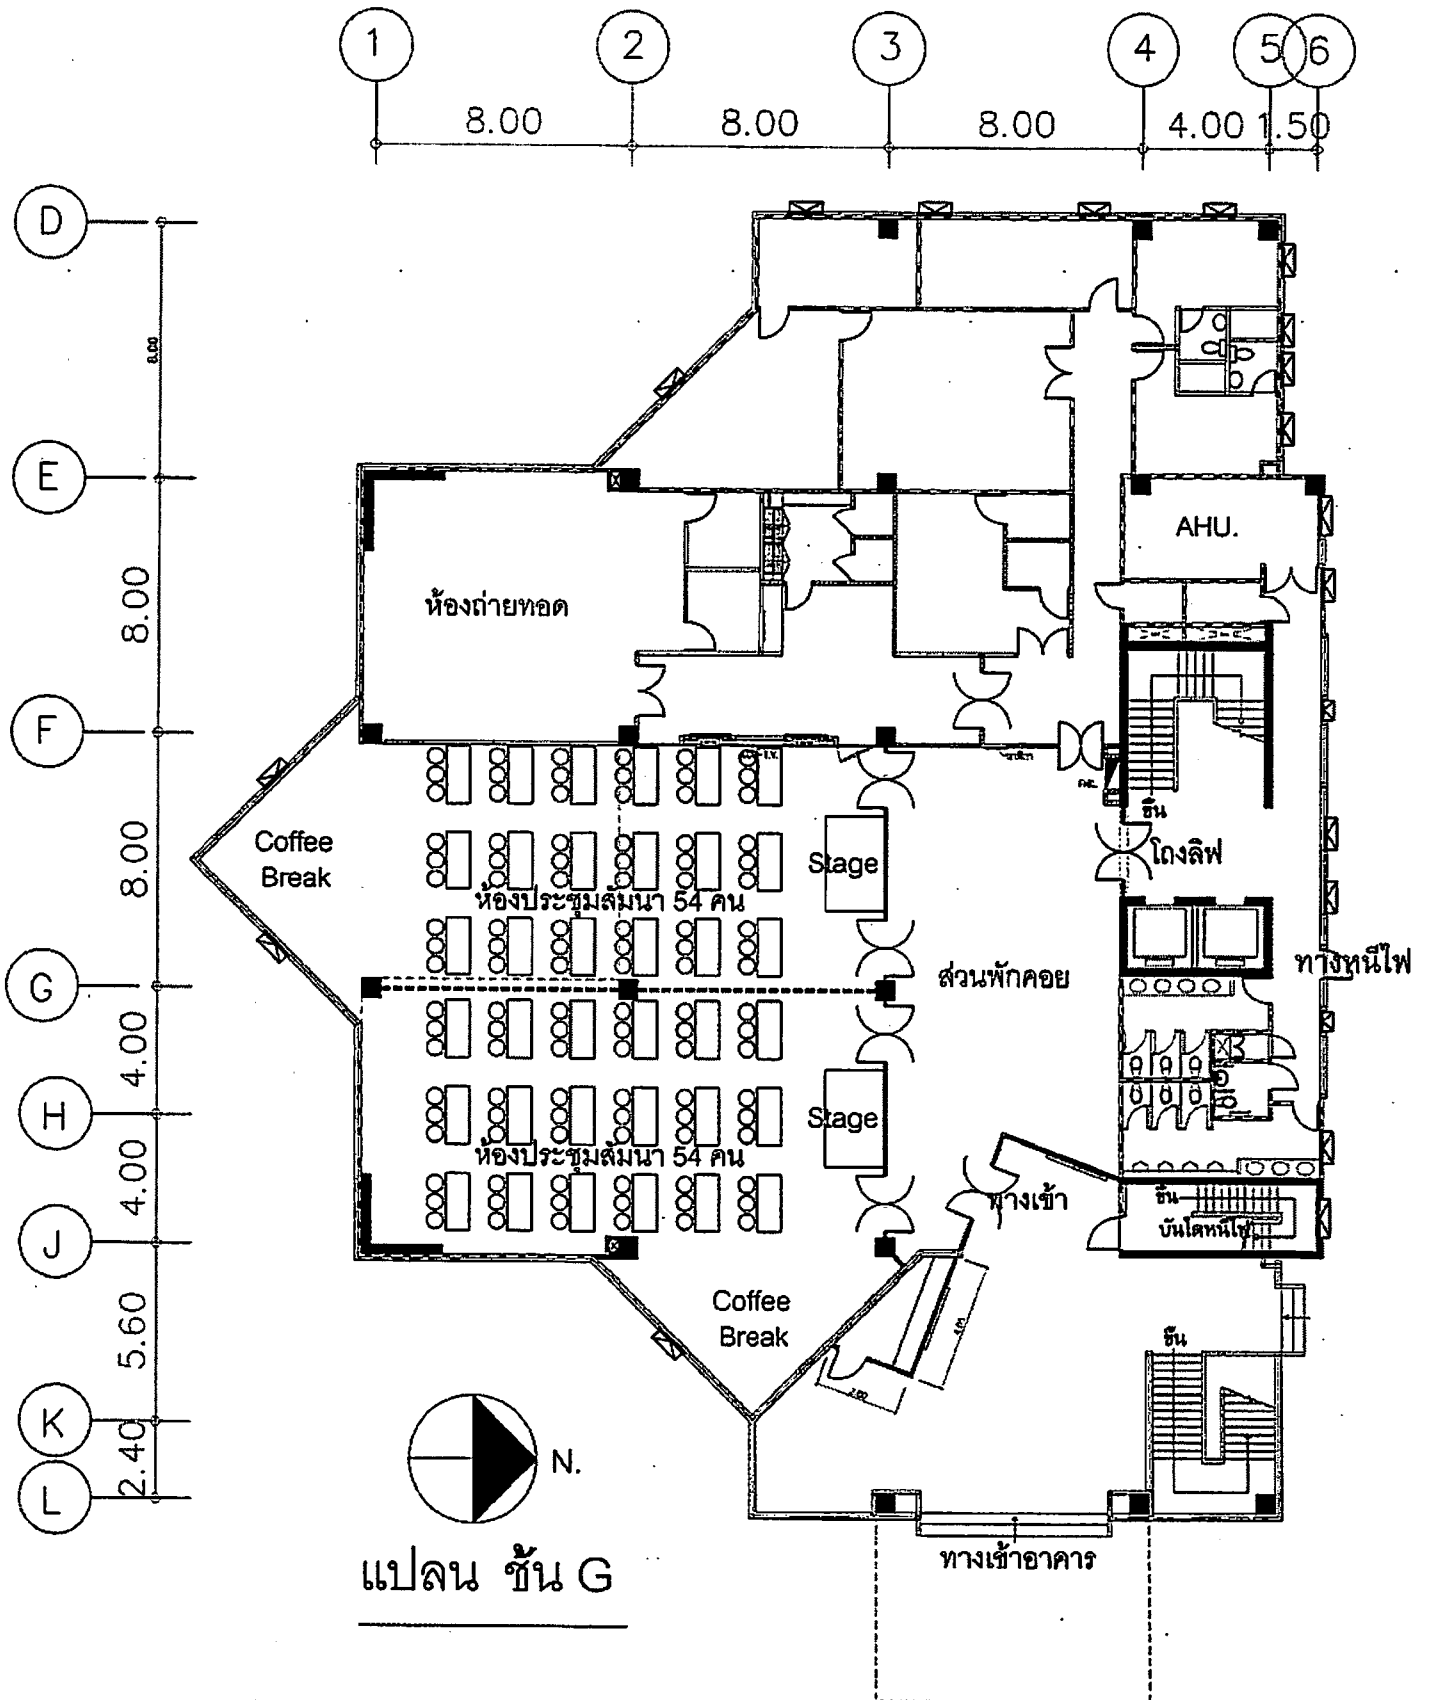 1
2
3
4
5
6
8.00
8.00
8.00
4.00
1.50
D
8.00
E
AHU.
8.00
ห้องถ่ายทอด
F
ขึ้น
8.00
Coffee
Break
Stage
โถงลิฟ
ห้องประชุมสัมนา 54 คน
G
ส่วนพักคอย
ทางหนีไฟ
4.00
H
Stage
4.00
ห้องประชุมสัมนา 54 คน
ทางเข้า
ขึ้น
บันไดหนีไฟ
J
5.60
Coffee
Break
ขึ้น
K
2.40
L
N.
แปลน ชั้น G
ทางเข้าอาคาร